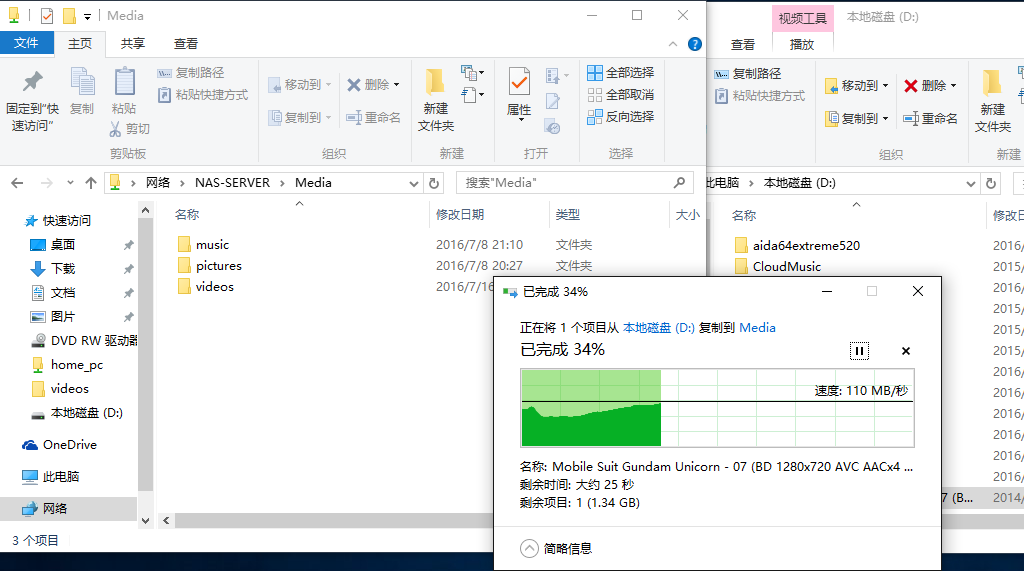 Media
文件 主页 共享 查看
固定到“快速访问” 复制 粘贴 复制路径 粘贴快捷方式 剪切
移动到 复制到 删除 重命名
新建文件夹 属性
全部选择
全部取消
反向选择
剪贴板 组织 新建 打开 选择
网络 NAS-SERVER Media
搜索"Media"
快速访问
桌面
下载
文档
图片
DVD RW 驱动器
home_pc
videos
本地磁盘 (D:)
OneDrive
此电脑
网络
名称 修改日期 类型 大小
music 2016/7/8 21:10 文件夹
pictures 2016/7/8 20:27 文件夹
videos 2016/7/16
3 个项目
视频工具 本地磁盘 (D:)
查看 播放
复制路径
粘贴快捷方式
移动到 复制到 删除 重命名
新建文件夹
组织 新建
此电脑 本地磁盘 (D:)
名称 修改日
aida64extreme520 2016/
CloudMusic 2015/
2016/
2015/
2015/
2015/
2015/
2016/
2016/
2016/
2016/
2016/
7 (B... 2014/
已完成 34%
正在将 1 个项目从 本地磁盘 (D:) 复制到 Media
已完成 34%
速度: 110 MB/秒
名称: Mobile Suit Gundam Unicorn - 07 (BD 1280x720 AVC AACx4 ...
剩余时间: 大约 25 秒
剩余项目: 1 (1.34 GB)
简略信息